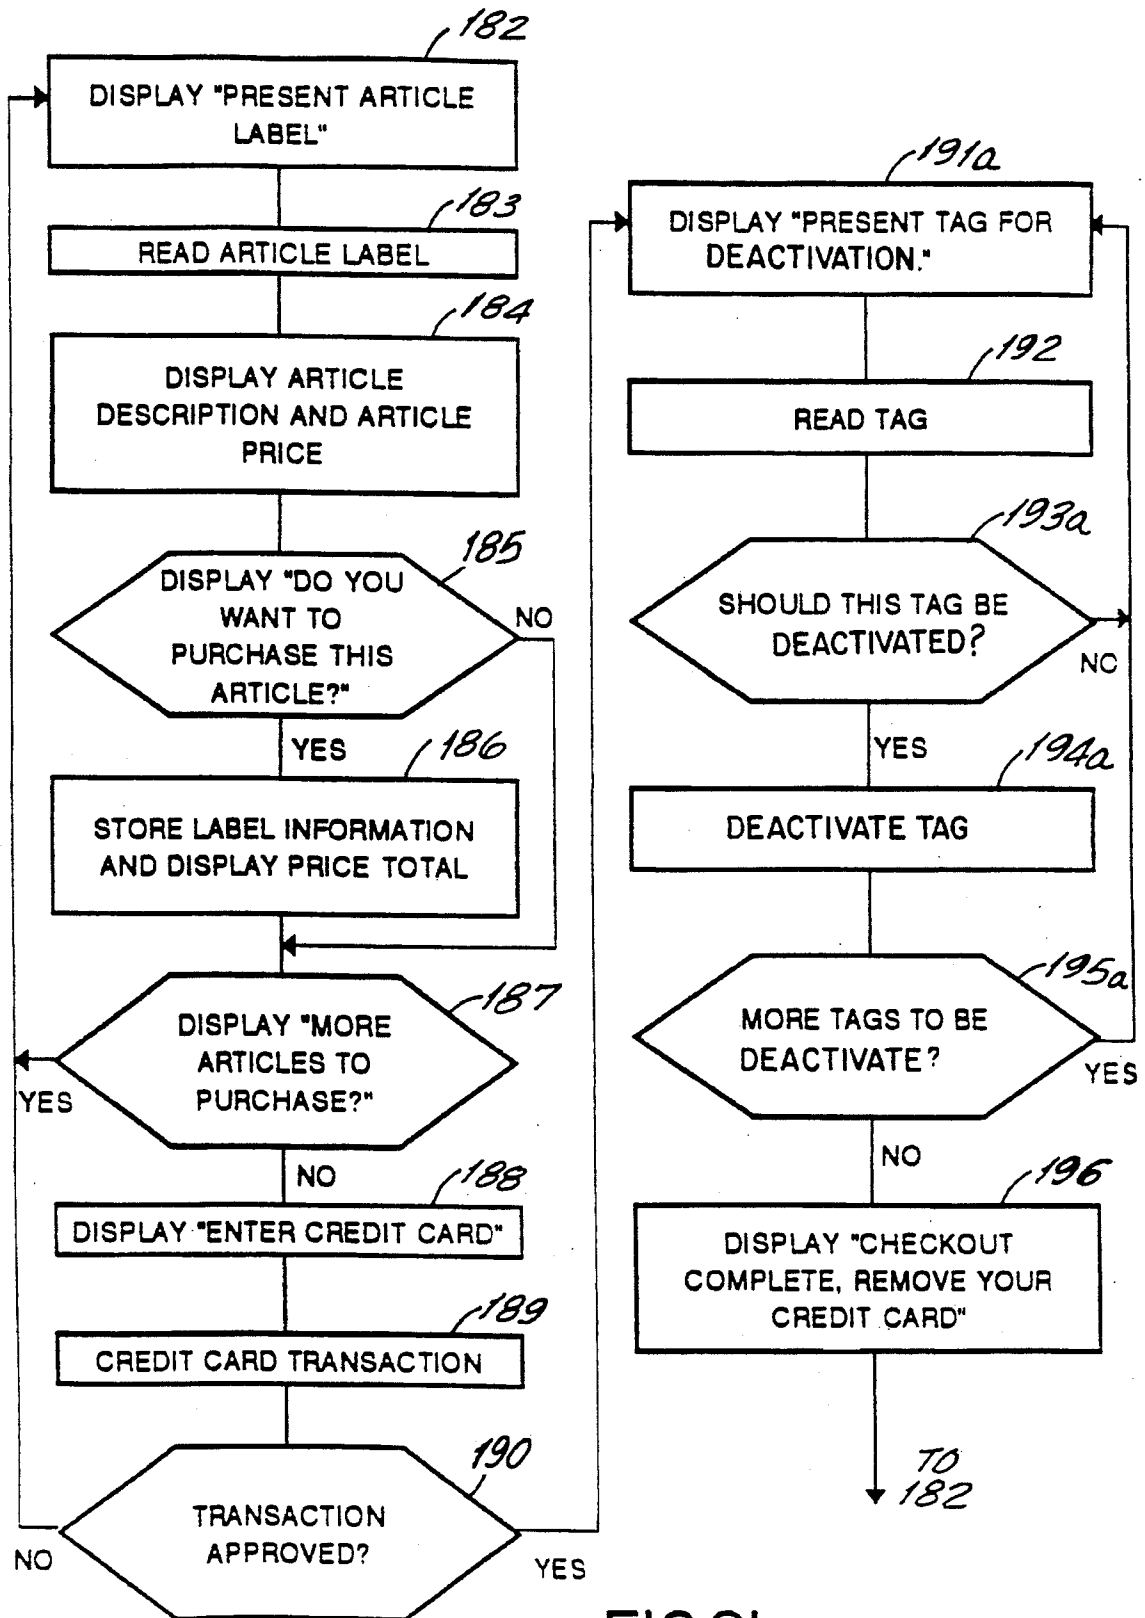 182
DISPLAY "PRESENT ARTICLE
LABEL"
183
READ ARTICLE LABEL
184
DISPLAY ARTICLE
DESCRIPTION AND ARTICLE
PRICE
185
DISPLAY "DO YOU
WANT TO
PURCHASE THIS
ARTICLE?"
NO
YES
186
STORE LABEL INFORMATION
AND DISPLAY PRICE TOTAL
187
DISPLAY "MORE
ARTICLES TO
PURCHASE?"
YES
NO
188
DISPLAY "ENTER CREDIT CARD"
189
CREDIT CARD TRANSACTION
190
TRANSACTION
APPROVED?
NO
YES
191a
DISPLAY "PRESENT TAG FOR
DEACTIVATION."
192
READ TAG
193a
SHOULD THIS TAG BE
DEACTIVATED?
NO
YES
194a
DEACTIVATE TAG
195a
MORE TAGS TO BE
DEACTIVATE?
YES
NO
196
DISPLAY "CHECKOUT
COMPLETE, REMOVE YOUR
CREDIT CARD"
TO
182